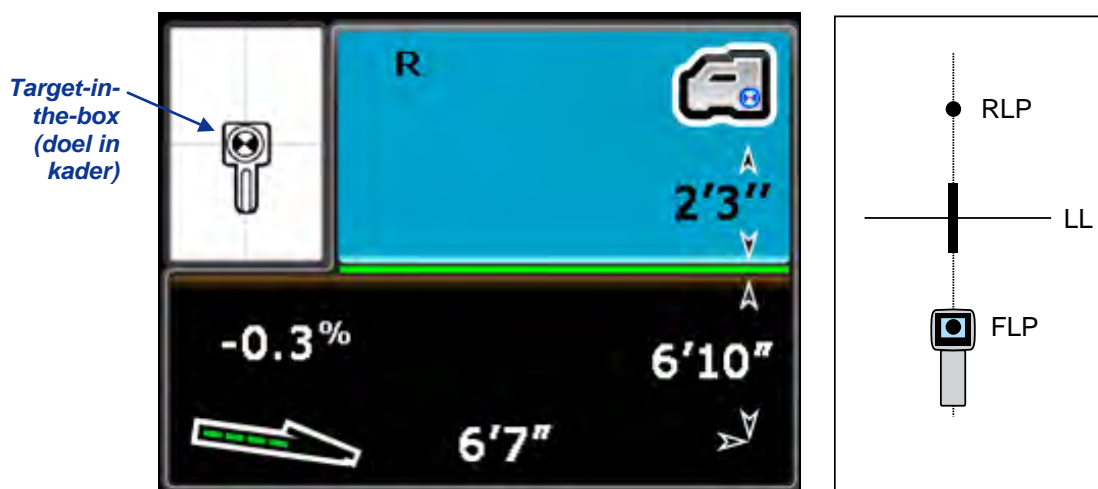 Target-in-
the-box
(doel in
kader)
R
2'3"
-0.3%
6'10"
6'7"
RLP
LL
FLP